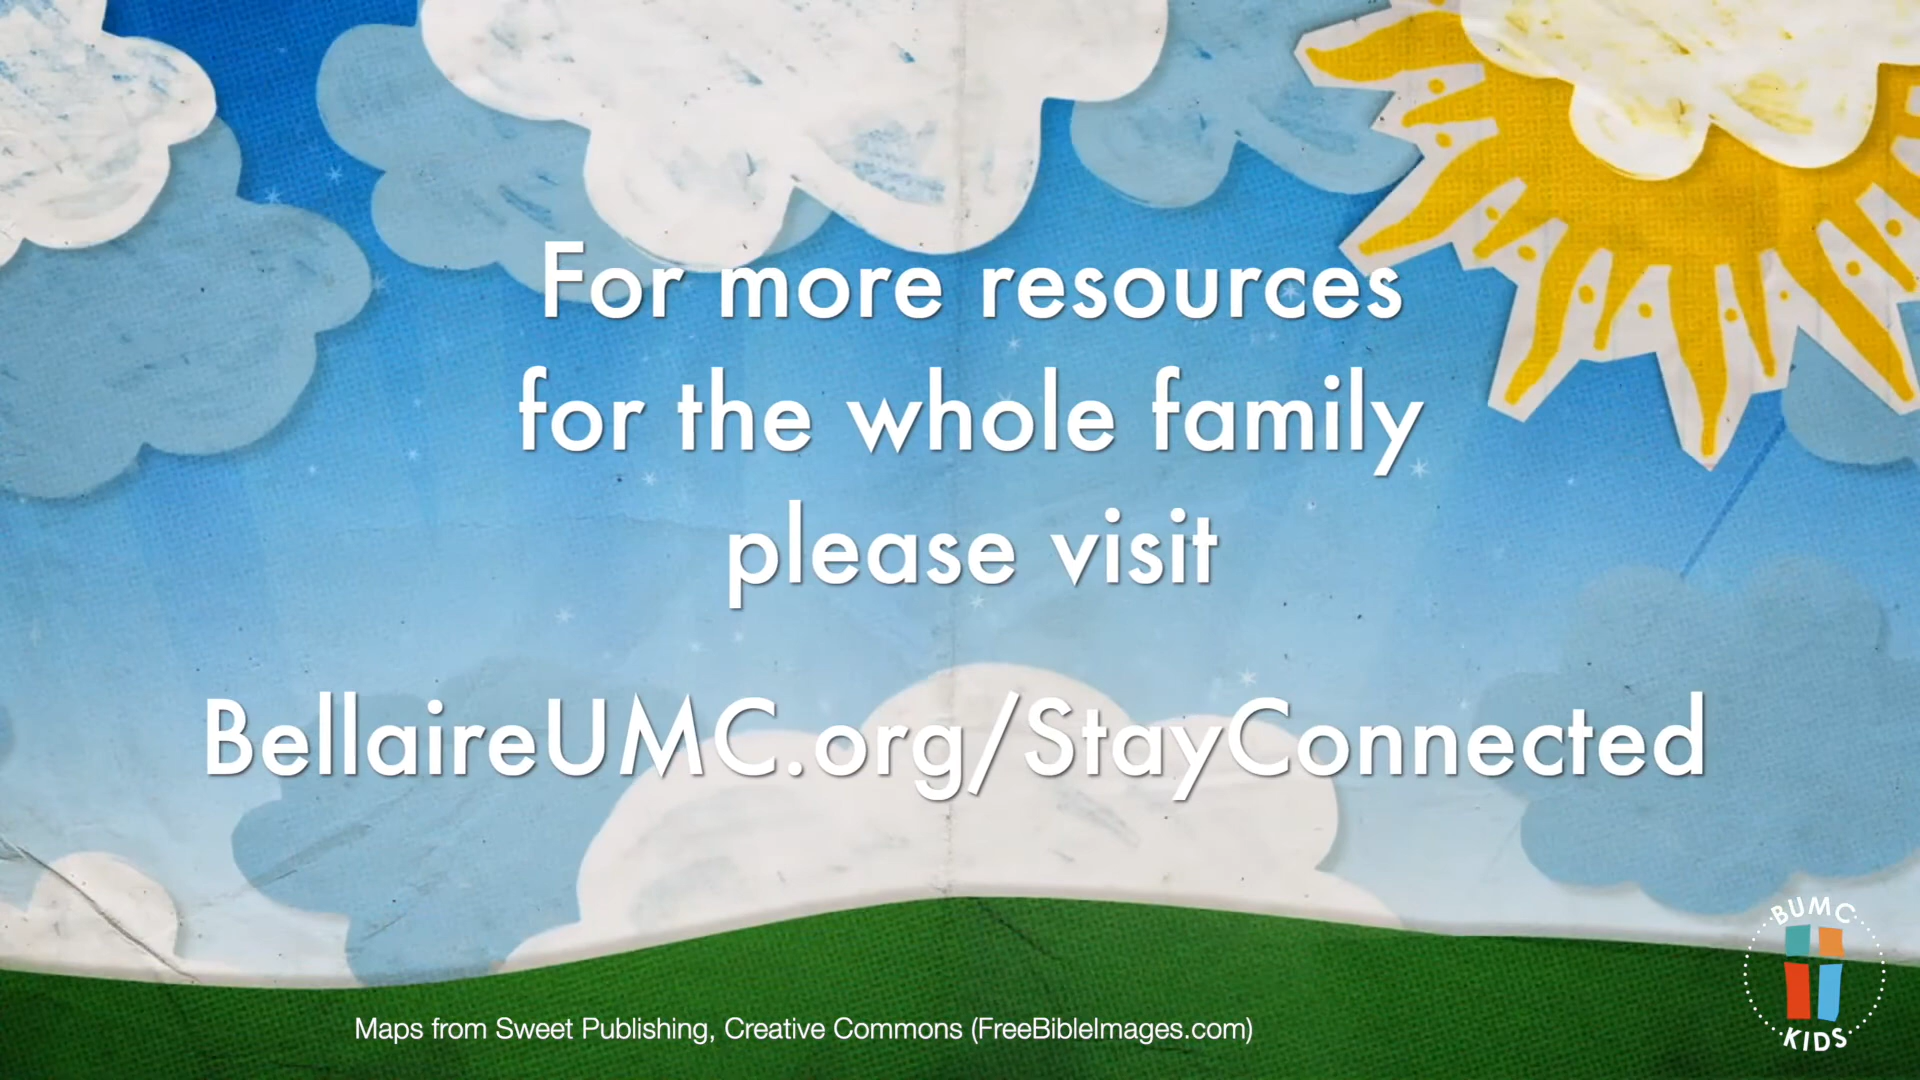 For more resources
for the whole family
please visit
BellaireUMC.org/StayConnected
BUMC
KIDS
Maps from Sweet Publishing, Creative Commons (FreeBibleImages.com)